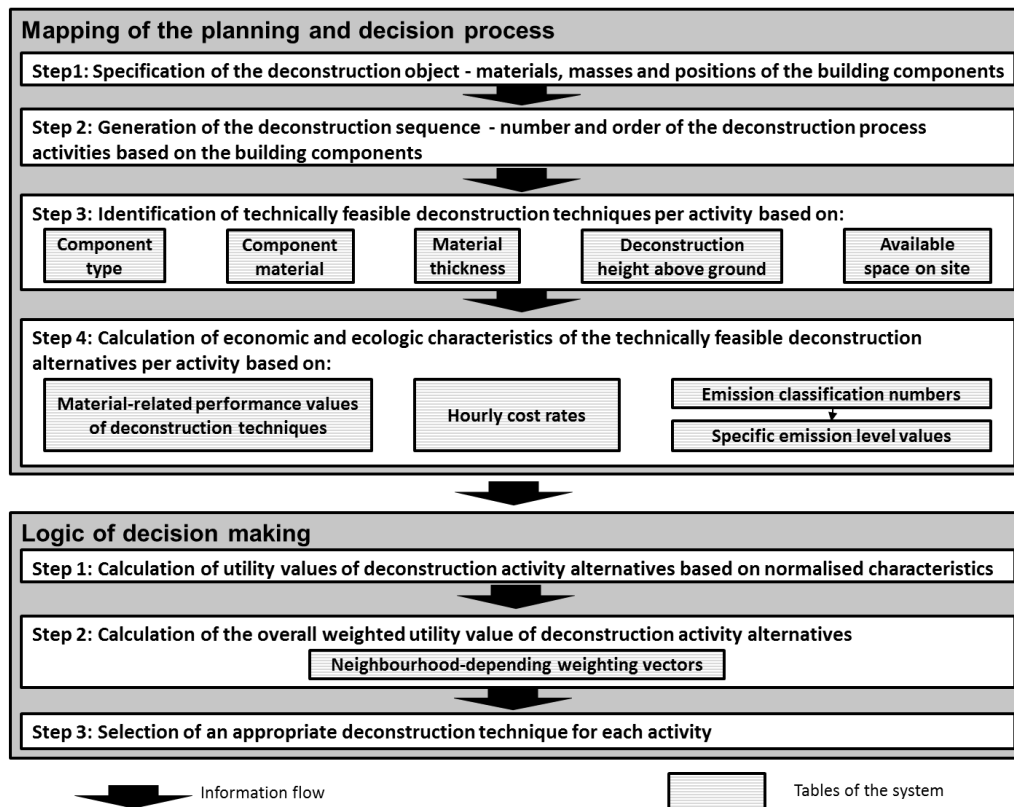 Mapping of the planning and decision process
Step1: Specification of the deconstruction object - materials, masses and positions of the building components
Step 2: Generation of the deconstruction sequence - number and order of the deconstruction process
activities based on the building components
Step 3: Identification of technically feasible deconstruction techniques per activity based on:
Component
type
Component
material
Material
thickness
Deconstruction
height above ground
Available
space on site
Step 4: Calculation of economic and ecologic characteristics of the technically feasible deconstruction
alternatives per activity based on:
Material-related performance values
of deconstruction techniques
Hourly cost rates
Emission classification numbers
Specific emission level values
Logic of decision making
Step 1: Calculation of utility values of deconstruction activity alternatives based on normalised characteristics
Step 2: Calculation of the overall weighted utility value of deconstruction activity alternatives
Neighbourhood-depending weighting vectors
Step 3: Selection of an appropriate deconstruction technique for each activity
Information flow
Tables of the system